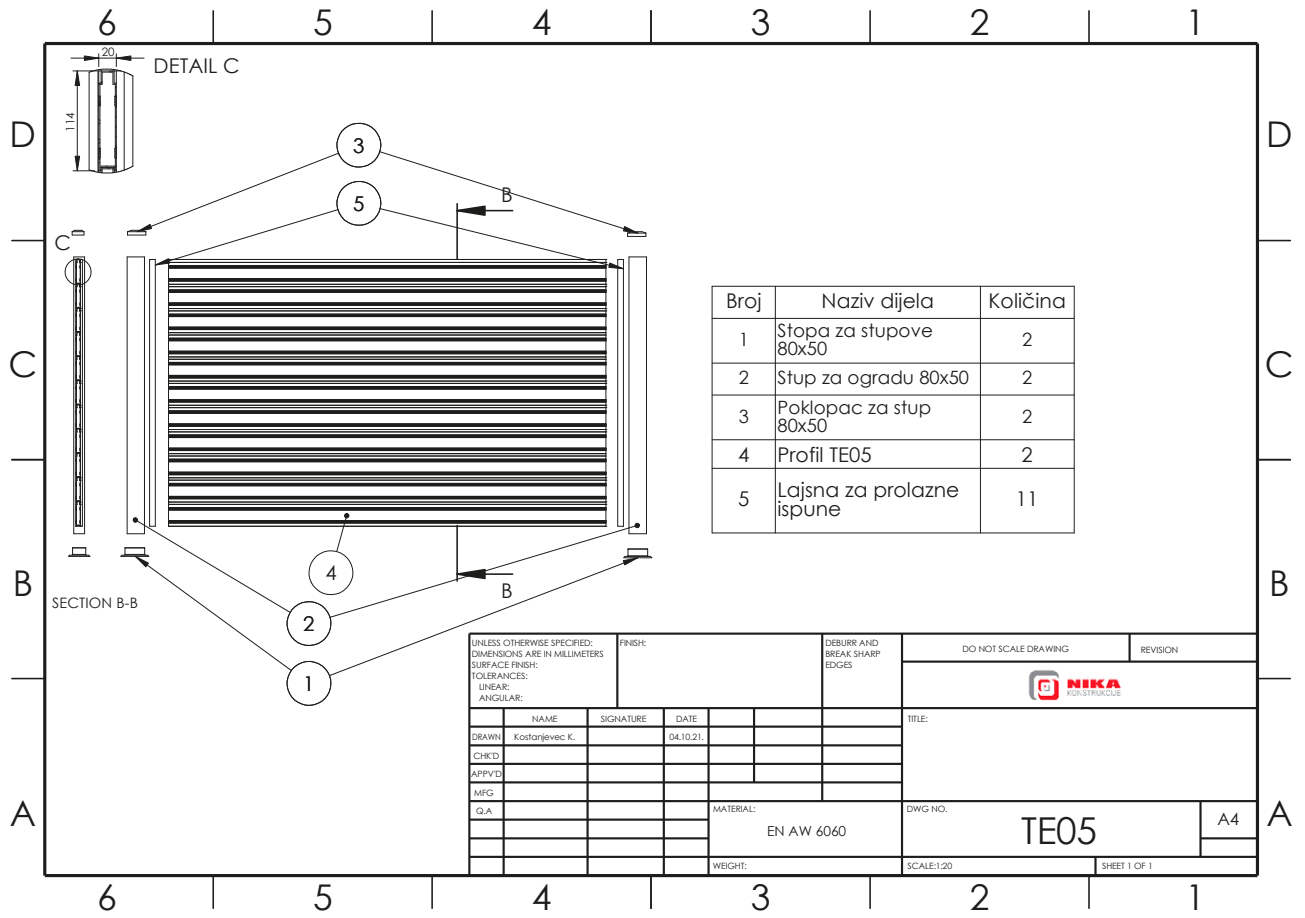 6 5 4 3 2 1
20
DETAIL C
114
D D
3
5
B
C
C C
Broj Naziv dijela Količina
1 Stopa za stupove 80x50 2
2 Stup za ogradu 80x50 2
3 Poklopac za stup 80x50 2
4 Profil TE05 2
5 Lajsna za prolazne ispune 11
4
B
B B
SECTION B-B
2
1
UNLESS OTHERWISE SPECIFIED:
DIMENSIONS ARE IN MILLIMETERS
SURFACE FINISH:
TOLERANCES:
LINEAR:
ANGULAR:
FINISH:
DEBURR AND
BREAK SHARP
EDGES
DO NOT SCALE DRAWING
REVISION
NIKA
KONSTRUKCIJE
NAME SIGNATURE DATE
TITLE:
DRAWN Kostanjevec K. 04.10.21.
CHK'D
APPV'D
MFG
Q.A
MATERIAL:
EN AW 6060
DWG NO.
TE05
A4
A A
WEIGHT:
SCALE:1:20
SHEET 1 OF 1
6 5 4 3 2 1